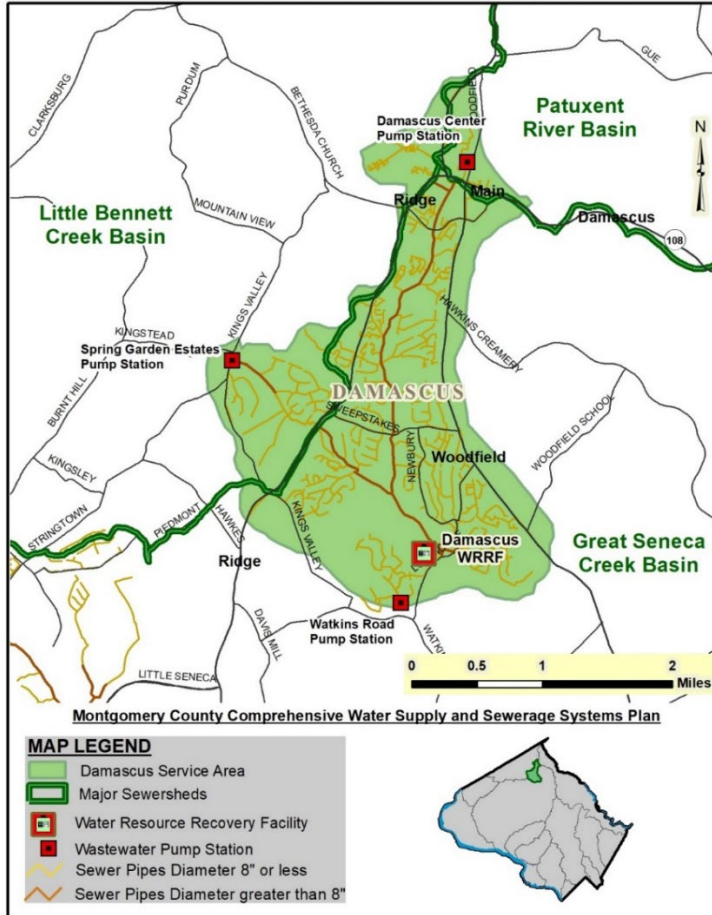 CLARKSBURG
PURDUM
BETHESDA CHURCH
GUE
Patuxent
River Basin
N
Damascus Center
Pump Station
Ridge
Main
Damascus
108
MOUNTAIN VIEW
Little Bennett
Creek Basin
KINGS VALLEY
KINGSTEAD
Spring Garden Estates
Pump Station
HAWKINS CREAMERY
BURNT HILL
DAMASCUS
SWEEPSTAKES
NEWBURY
Woodfield
WOODFIELD SCHOOL
KINGSLEY
STRINGTOWN
PIEDMONT
HAWKES
KINGS VALLEY
Ridge
Damascus
WRRF
Great Seneca
Creek Basin
Watkins Road
Pump Station
DAVIS MILL
LITTLE SENECA
0 0.5 1 2
Miles
Montgomery County Comprehensive Water Supply and Sewerage Systems Plan
MAP LEGEND
Damascus Service Area
Major Sewersheds
Water Resource Recovery Facility
Wastewater Pump Station
Sewer Pipes Diameter 8" or less
Sewer Pipes Diameter greater than 8"